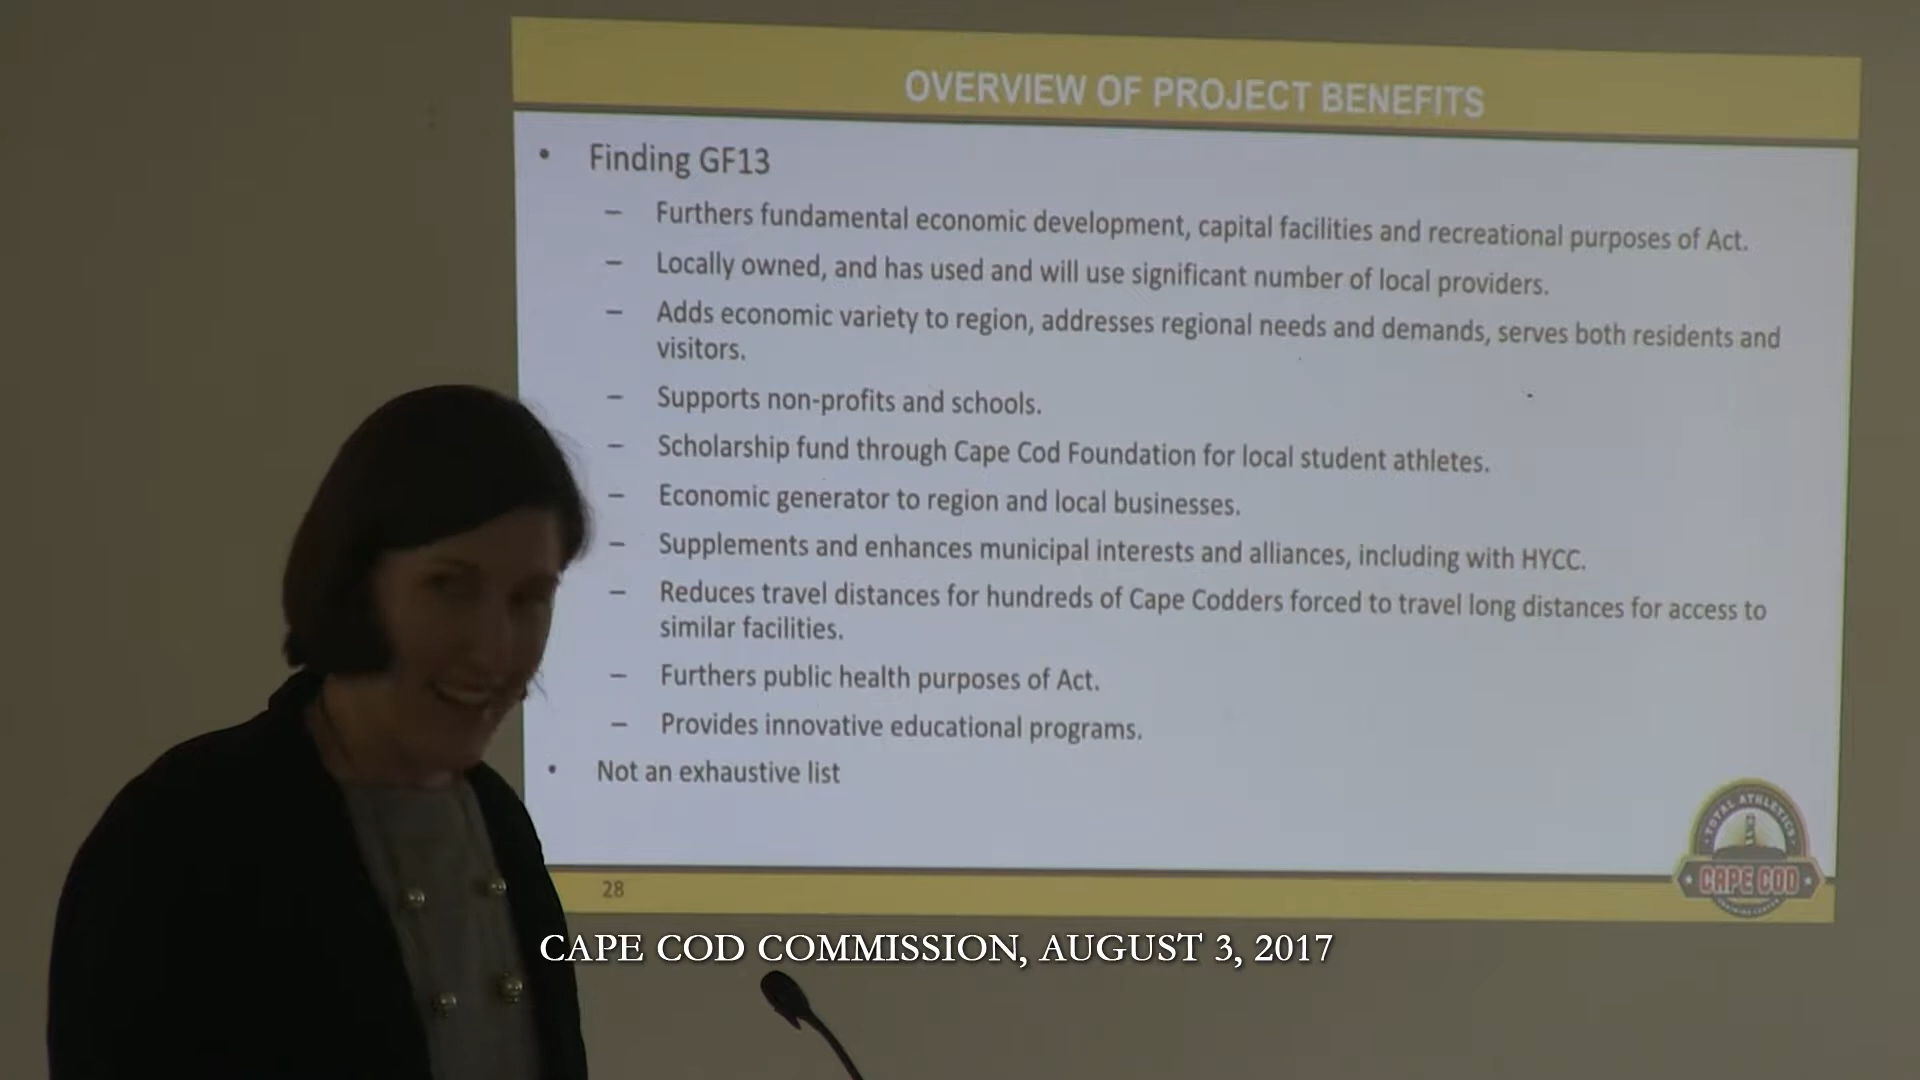 OVERVIEW OF PROJECT BENEFITS
• Finding GF13
– Furthers fundamental economic development, capital facilities and recreational purposes of Act.
– Locally owned, and has used and will use significant number of local providers.
– Adds economic variety to region, addresses regional needs and demands, serves both residents and
visitors.
– Supports non-profits and schools.
– Scholarship fund through Cape Cod Foundation for local student athletes.
– Economic generator to region and local businesses.
– Supplements and enhances municipal interests and alliances, including with HYCC.
– Reduces travel distances for hundreds of Cape Codders forced to travel long distances for access to
similar facilities.
– Furthers public health purposes of Act.
– Provides innovative educational programs.
• Not an exhaustive list
TOTAL ATHLETICS
CAPE COD
28
CAPE COD COMMISSION, AUGUST 3, 2017